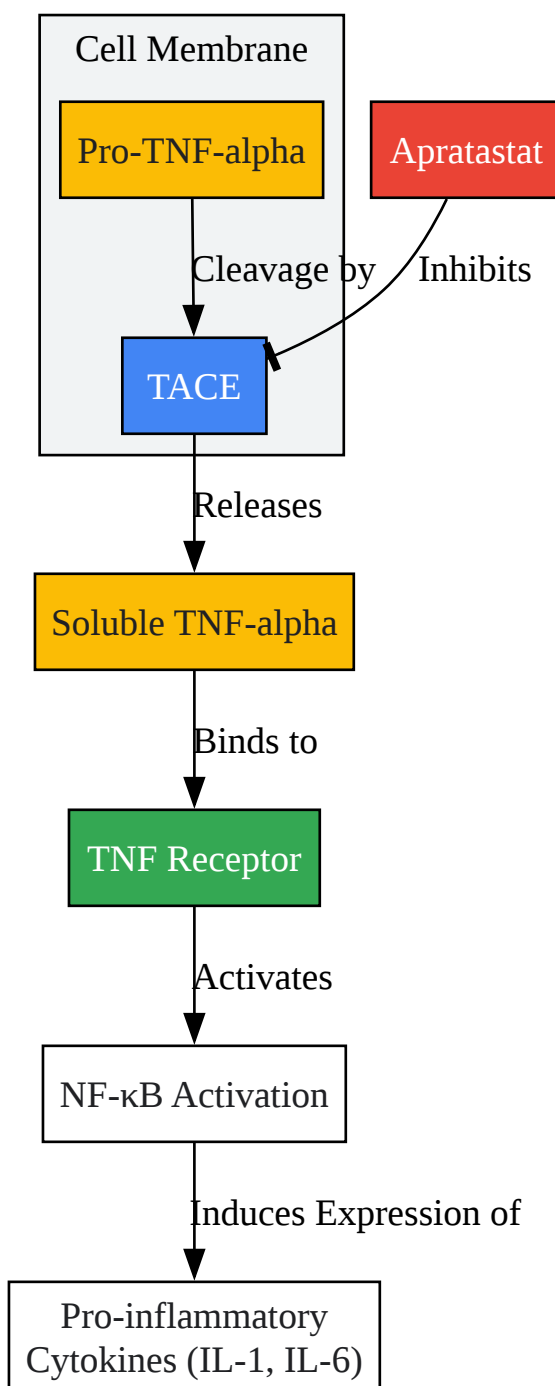 Cell Membrane
Pro-TNF-alpha
Apratastat
Cleavage by
Inhibits
TACE
Releases
Soluble TNF-alpha
Binds to
TNF Receptor
Activates
NF-κB Activation
Induces Expression of
Pro-inflammatory
Cytokines (IL-1, IL-6)